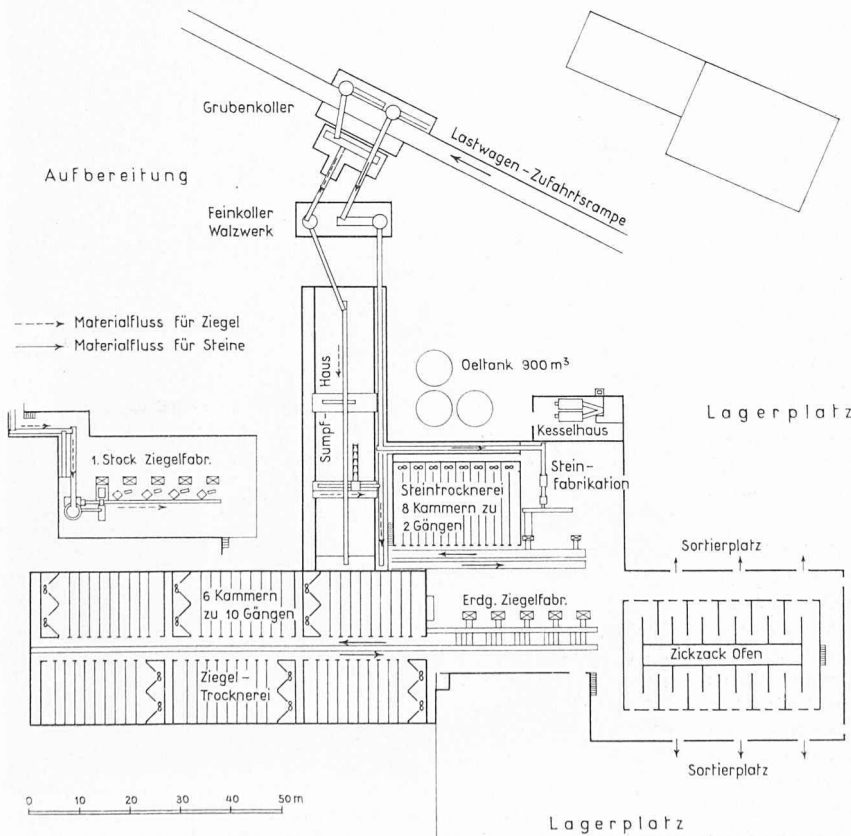 Grubenkoller
Lastwagen-Zufahrtsrampe
Aufbereitung
Feinkoller
Walzwerk
Materialfluss für Ziegel
Materialfluss für Steine
Sumpf-Haus
Oeltank 900 m³
Kesselhaus
Lagerplatz
1. Stock Ziegelfabr.
Stein-
fabrikation
Steintrocknerei
8 Kammern zu
2 Gängen
Sortierplatz
6 Kammern
zu 10 Gängen
Erdg. Ziegelfabr.
Zickzack Ofen
Ziegel-
Trocknerei
Sortierplatz
0 10 20 30 40 50 m
Lagerplatz